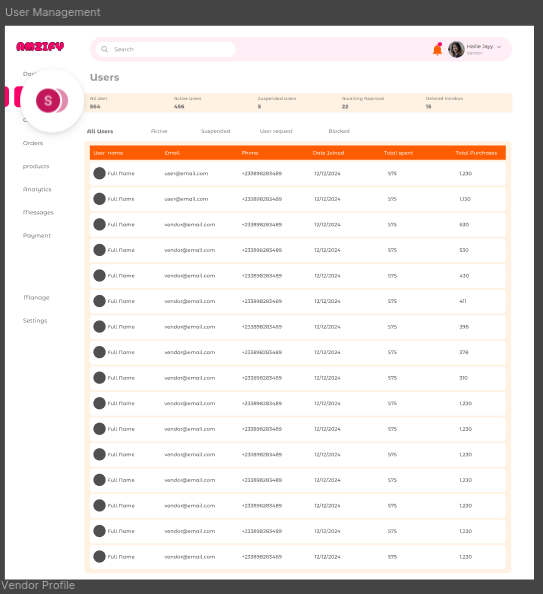 User Management
AMZIFY
Search
Hallie Jayy
Vendor
Users
All user
Active Users
Suspended Users
Awaiting Approval
Deleted Vendors
564
456
5
22
15
All Users
Active
Suspended
User request
Blocked
Orders
products
Analytics
Messages
Payment
Manage
Settings
S
User name Email Phone Date Joined Total spent Total Purchases
Full Name user@email.com +233898283489 12/12/2024 575 1,230
Full Name user@email.com +233898283489 12/12/2024 575 1,130
Full Name vendor@email.com +233898283489 12/12/2024 575 630
Full Name vendor@email.com +233898283489 12/12/2024 575 530
Full Name vendor@email.com +233898283489 12/12/2024 575 430
Full Name vendor@email.com +233898283489 12/12/2024 575 411
Full Name vendor@email.com +233898283489 12/12/2024 575 398
Full Name vendor@email.com +233898283489 12/12/2024 575 378
Full Name vendor@email.com +233898283489 12/12/2024 575 310
Full Name vendor@email.com +233898283489 12/12/2024 575 1,230
Full Name vendor@email.com +233898283489 12/12/2024 575 1,230
Full Name vendor@email.com +233898283489 12/12/2024 575 1,230
Full Name vendor@email.com +233898283489 12/12/2024 575 1,230
Full Name vendor@email.com +233898283489 12/12/2024 575 1,230
Full Name vendor@email.com +233898283489 12/12/2024 575 1,230
Full Name vendor@email.com +233898283489 12/12/2024 575 1,230
Vendor Profile